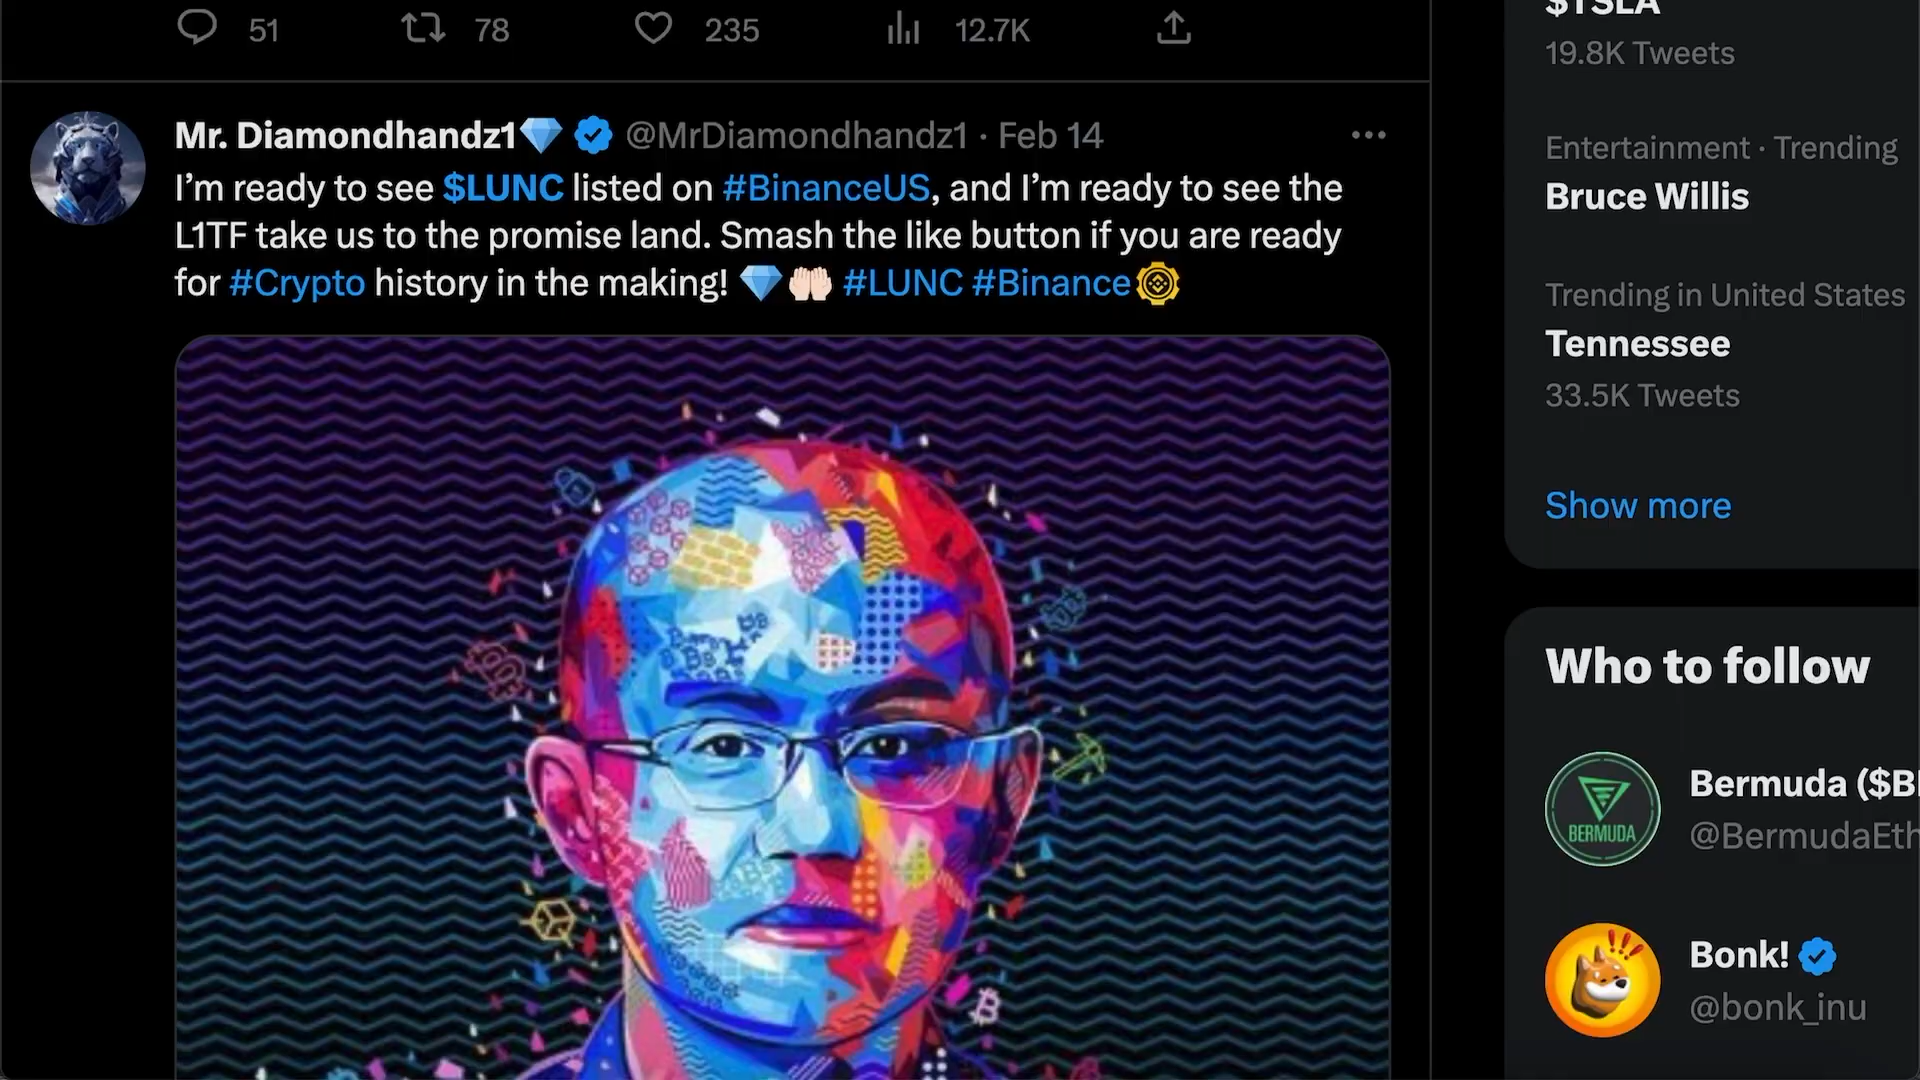 51 78 235 12.7K
Mr. Diamondhandz1💎 @MrDiamondhandz1 · Feb 14
I’m ready to see $LUNC listed on #BinanceUS, and I’m ready to see the
L1TF take us to the promise land. Smash the like button if you are ready
for #Crypto history in the making! 💎🤲🏻 #LUNC #Binance
$TSLA
19.8K Tweets
Entertainment · Trending
Bruce Willis
Trending in United States
Tennessee
33.5K Tweets
Show more
Who to follow
BERMUDA
Bermuda ($B
@BermudaEth
Bonk!
@bonk_inu